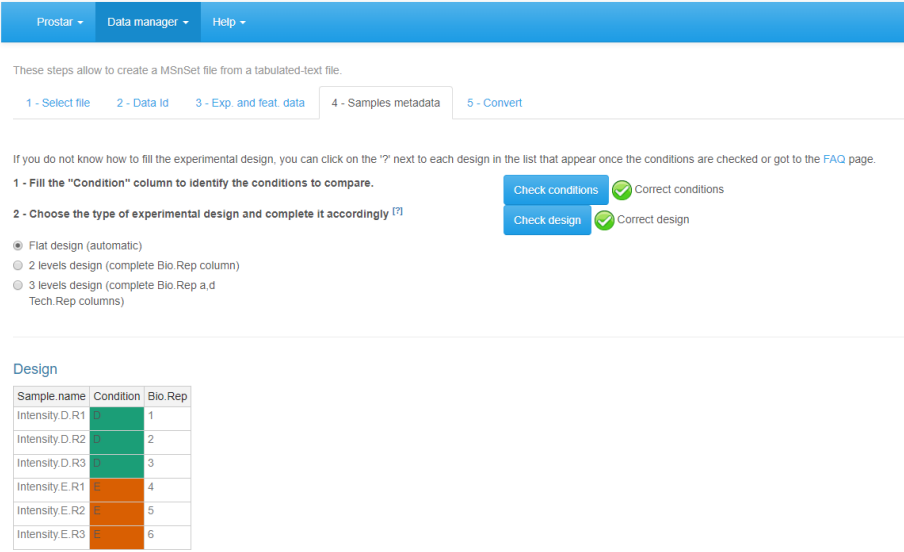 Prostar Data manager Help
These steps allow to create a MSnSet file from a tabulated-text file.
1 - Select file 2 - Data Id 3 - Exp. and feat. data 4 - Samples metadata 5 - Convert
If you do not know how to fill the experimental design, you can click on the '?' next to each design in the list that appear once the conditions are checked or got to the FAQ page.
1 - Fill the "Condition" column to identify the conditions to compare.
Check conditions Correct conditions
2 - Choose the type of experimental design and complete it accordingly [?]
Check design Correct design
Flat design (automatic)
2 levels design (complete Bio.Rep column)
3 levels design (complete Bio.Rep a,d
Tech.Rep columns)
Design
Sample.name Condition Bio.Rep
Intensity.D.R1 D 1
Intensity.D.R2 D 2
Intensity.D.R3 D 3
Intensity.E.R1 E 4
Intensity.E.R2 E 5
Intensity.E.R3 E 6